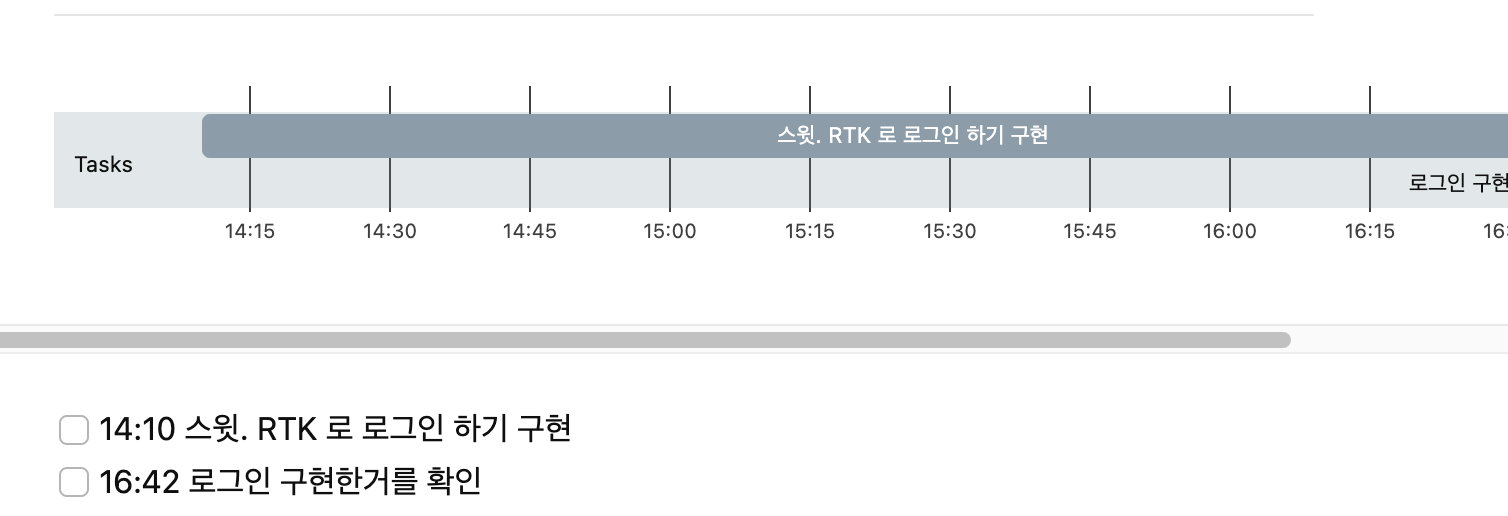 스윗. RTK 로 로그인 하기 구현
Tasks
로그인 구현
14:15 14:30 14:45 15:00 15:15 15:30 15:45 16:00 16:15 16:
14:10 스윗. RTK 로 로그인 하기 구현
16:42 로그인 구현한거를 확인